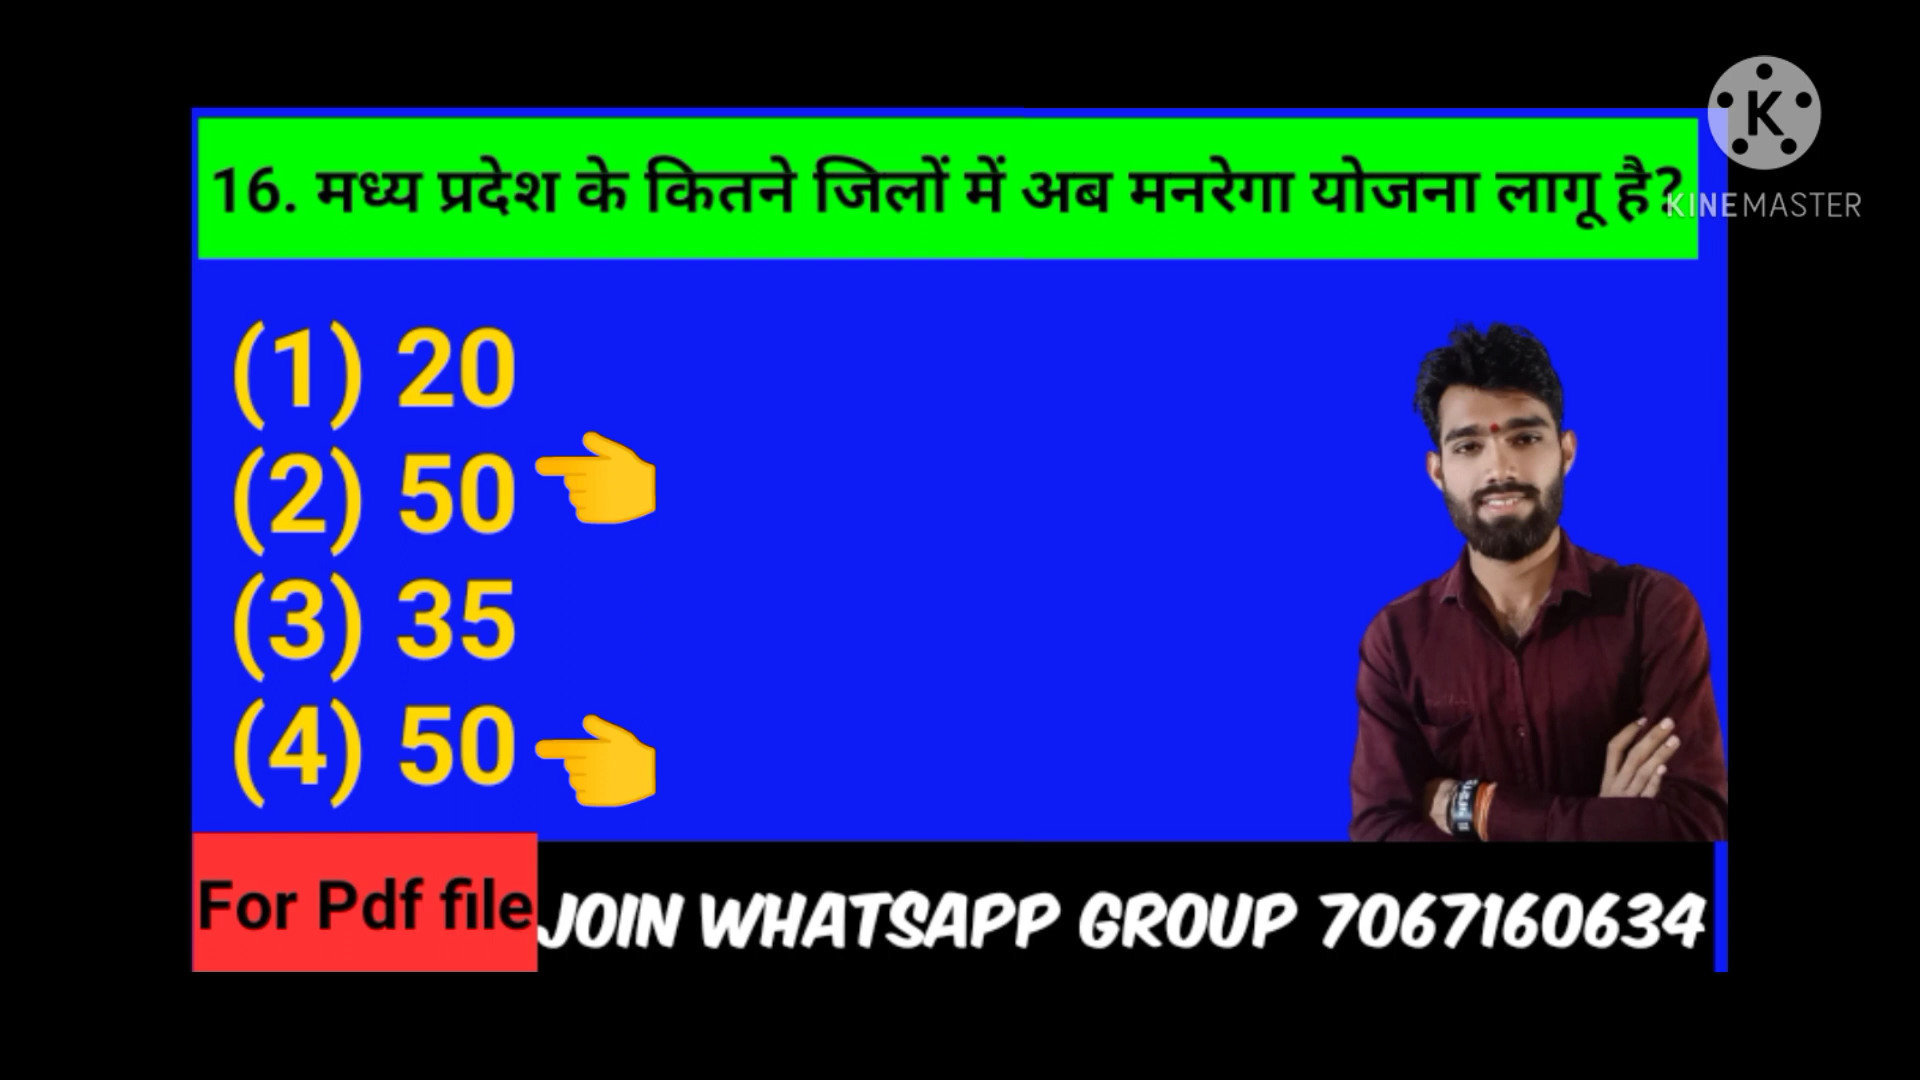 16. मध्य प्रदेश के कितने जिलों में अब मनरेगा योजना लागू है?
K
KINEMASTER
(1) 20
(2) 50
(3) 35
(4) 50
For Pdf file
JOIN WHATSAPP GROUP 7067160634